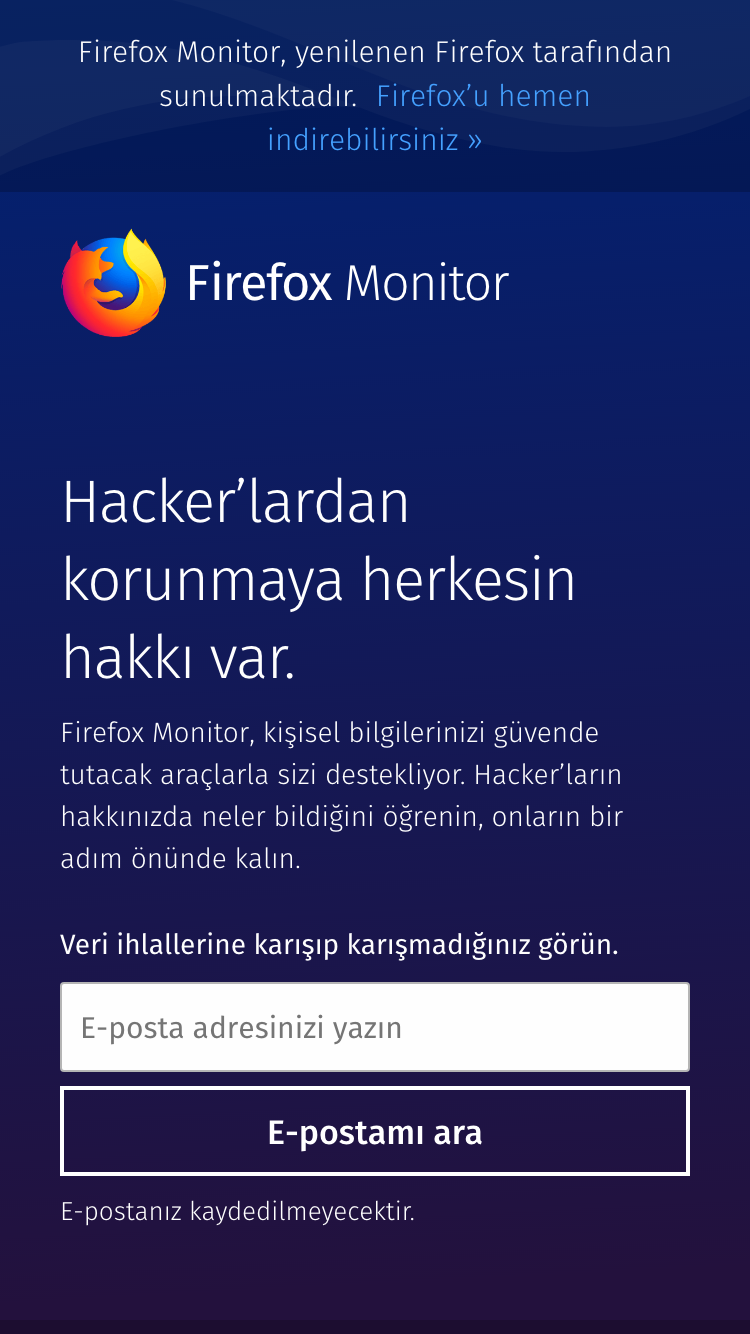 Firefox Monitor, yenilenen Firefox tarafından
sunulmaktadır. Firefox’u hemen
indirebilirsiniz »
Firefox Monitor
Hacker’lardan
korunmaya herkesin
hakkı var.
Firefox Monitor, kişisel bilgilerinizi güvende
tutacak araçlarla sizi destekliyor. Hacker’ların
hakkınızda neler bildiğini öğrenin, onların bir
adım önünde kalın.
Veri ihlallerine karışıp karışmadığınız görün.
E-posta adresinizi yazın
E-postamı ara
E-postanız kaydedilmeyecektir.